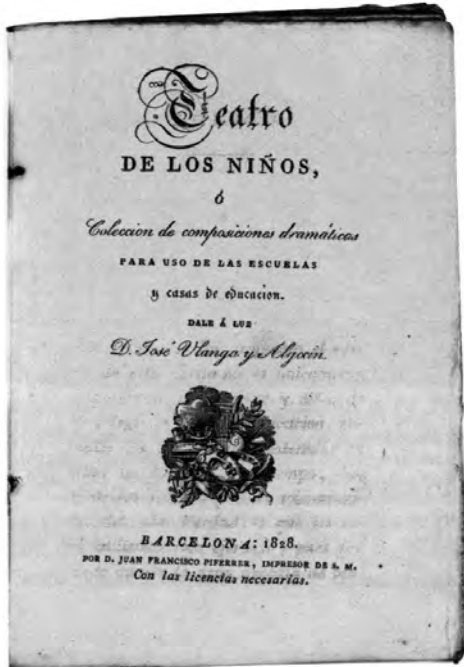 Teatro
DE LOS NIÑOS,
ó
Coleccion de composiciones dramáticas
PARA USO DE LAS ESCUELAS
y casas de educacion.
DALE Á LUZ
D. José Ulanga y Algocin.
BARCELONA: 1828.
POR D. JUAN FRANCISCO PIFERRER, IMPRESOR DE S. M.
Con las licencias necesarias.